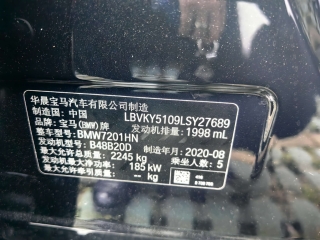 华晨宝马汽车有限公司制造
制造国：中国 LBVKY5109LSY27689
品牌：宝马(BMW)牌 发动机排量：1998 mL
整车型号：BMW7201HN
发动机型号：B48B20D 制造年月：2020-08
最大允许总质量：2245 kg 乘坐人数：5
发动机最大净功率：185 kW
最大允许牵引质量：-- kg